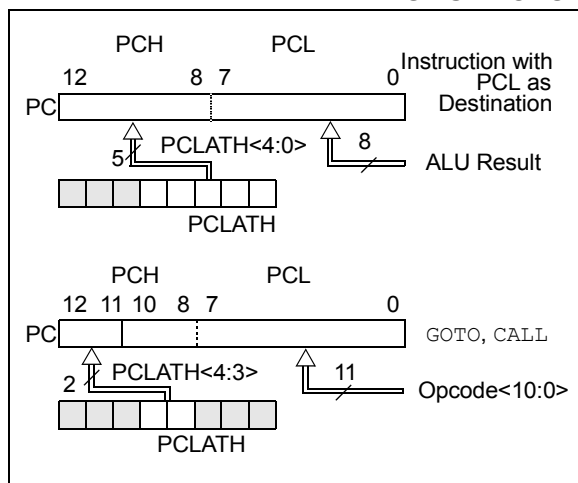 PCH PCL
12 8 7 0
Instruction with
PCL as
Destination
PC
5 PCLATH<4:0> 8
ALU Result
PCLATH
PCH PCL
12 11 10 8 7 0
PC GOTO, CALL
2 PCLATH<4:3> 11
Opcode<10:0>
PCLATH